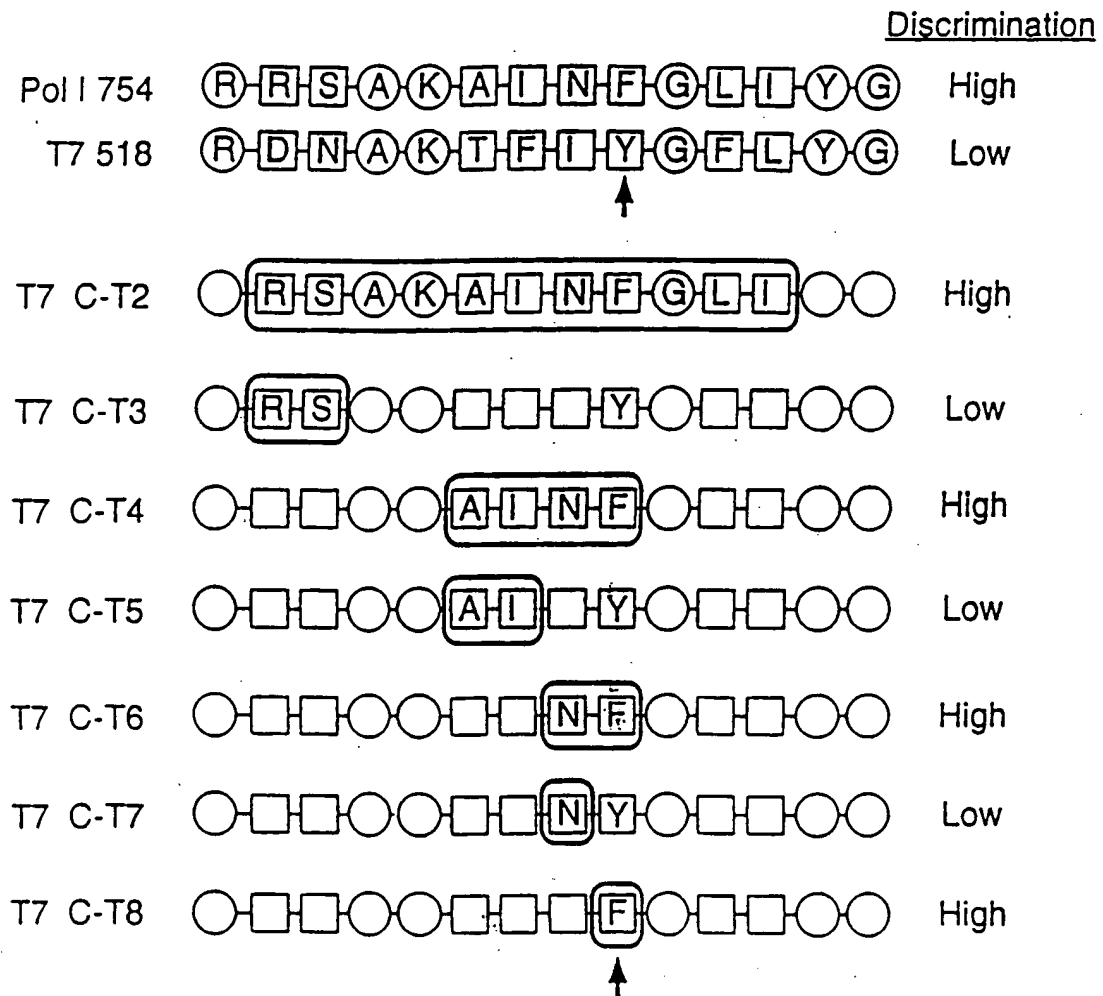 Discrimination
Pol I 754 R R S A K A I N F G L I Y G High
T7 518 R D N A K T F I Y G F L Y G Low
T7 C-T2 R S A K A I N F G L I High
T7 C-T3 R S Y Low
T7 C-T4 A I N F High
T7 C-T5 A I Y Low
T7 C-T6 N F High
T7 C-T7 N Y Low
T7 C-T8 F High